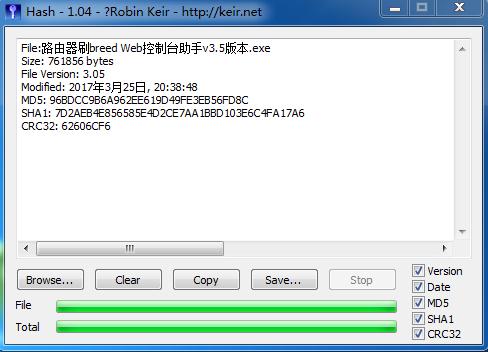 Hash - 1.04 - ?Robin Keir - http://keir.net
File:路由器刷breed Web控制台助手v3.5版本.exe
Size: 761856 bytes
File Version: 3.05
Modified: 2017年3月25日, 20:38:48
MD5: 96BDCC9B6A962EE619D49FE3EB56FD8C
SHA1: 7D2AEB4E856585E4D2CE7AA1BBD103E6C4FA17A6
CRC32: 62606CF6
Browse...
Clear
Copy
Save...
Stop
Version
Date
MD5
SHA1
CRC32
File
Total